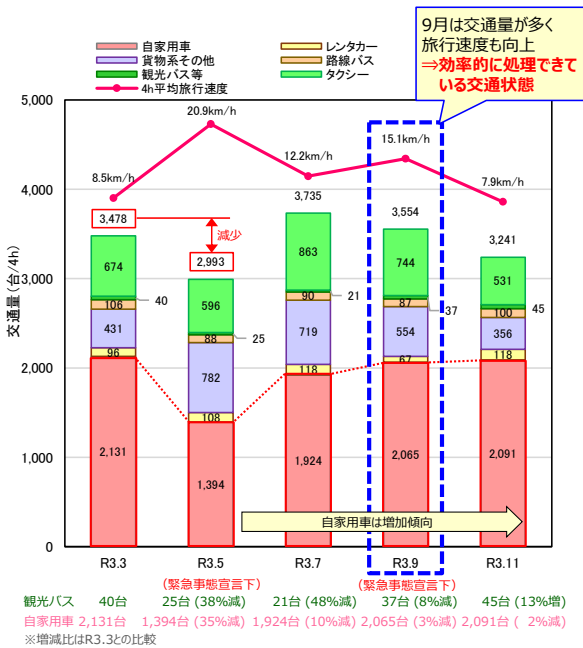 9月は交通量が多く
旅行速度も向上
⇒効率的に処理できて
いる交通状態
自家用車
レンタカー
貨物系その他
路線バス
観光バス等
タクシー
4h平均旅行速度
交通量(台/4h)
5,000
4,000
3,000
2,000
1,000
0
8.5km/h
20.9km/h
12.2km/h
15.1km/h
7.9km/h
3,478
2,993
3,735
3,554
3,241
減少
674
40
106
431
96
2,131
596
25
88
782
108
1,394
863
21
90
719
118
1,924
744
37
87
554
67
2,065
531
45
100
356
118
2,091
自家用車は増加傾向
R3.3 R3.5 R3.7 R3.9 R3.11
(緊急事態宣言下) (緊急事態宣言下)
観光バス 40台 25台 (38%減) 21台 (48%減) 37台 (8%減) 45台 (13%増)
自家用車 2,131台 1,394台 (35%減) 1,924台 (10%減) 2,065台 (3%減) 2,091台 ( 2%減)
※増減比はR3.3との比較